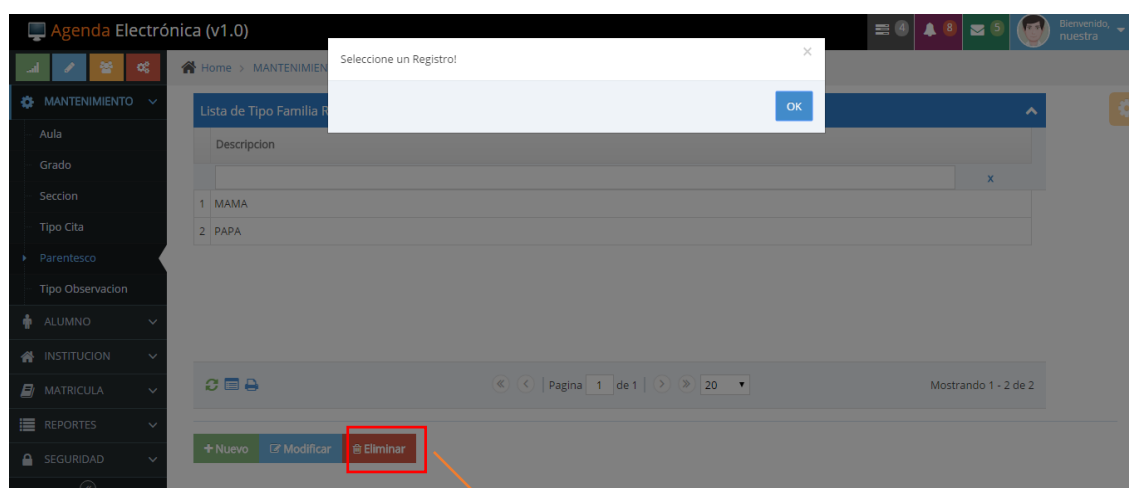 Agenda Electrónica (v1.0)
4
8
5
Bienvenido,
nuestra
Seleccione un Registro!
×
OK
Home > MANTENIMIEN
MANTENIMIENTO
Aula
Grado
Seccion
Tipo Cita
Parentesco
Tipo Observacion
ALUMNO
INSTITUCION
MATRICULA
REPORTES
SEGURIDAD
Lista de Tipo Familia R
Descripcion
x
1 MAMA
2 PAPA
Pagina 1 de 1 20
Mostrando 1 - 2 de 2
+Nuevo Modificar Eliminar